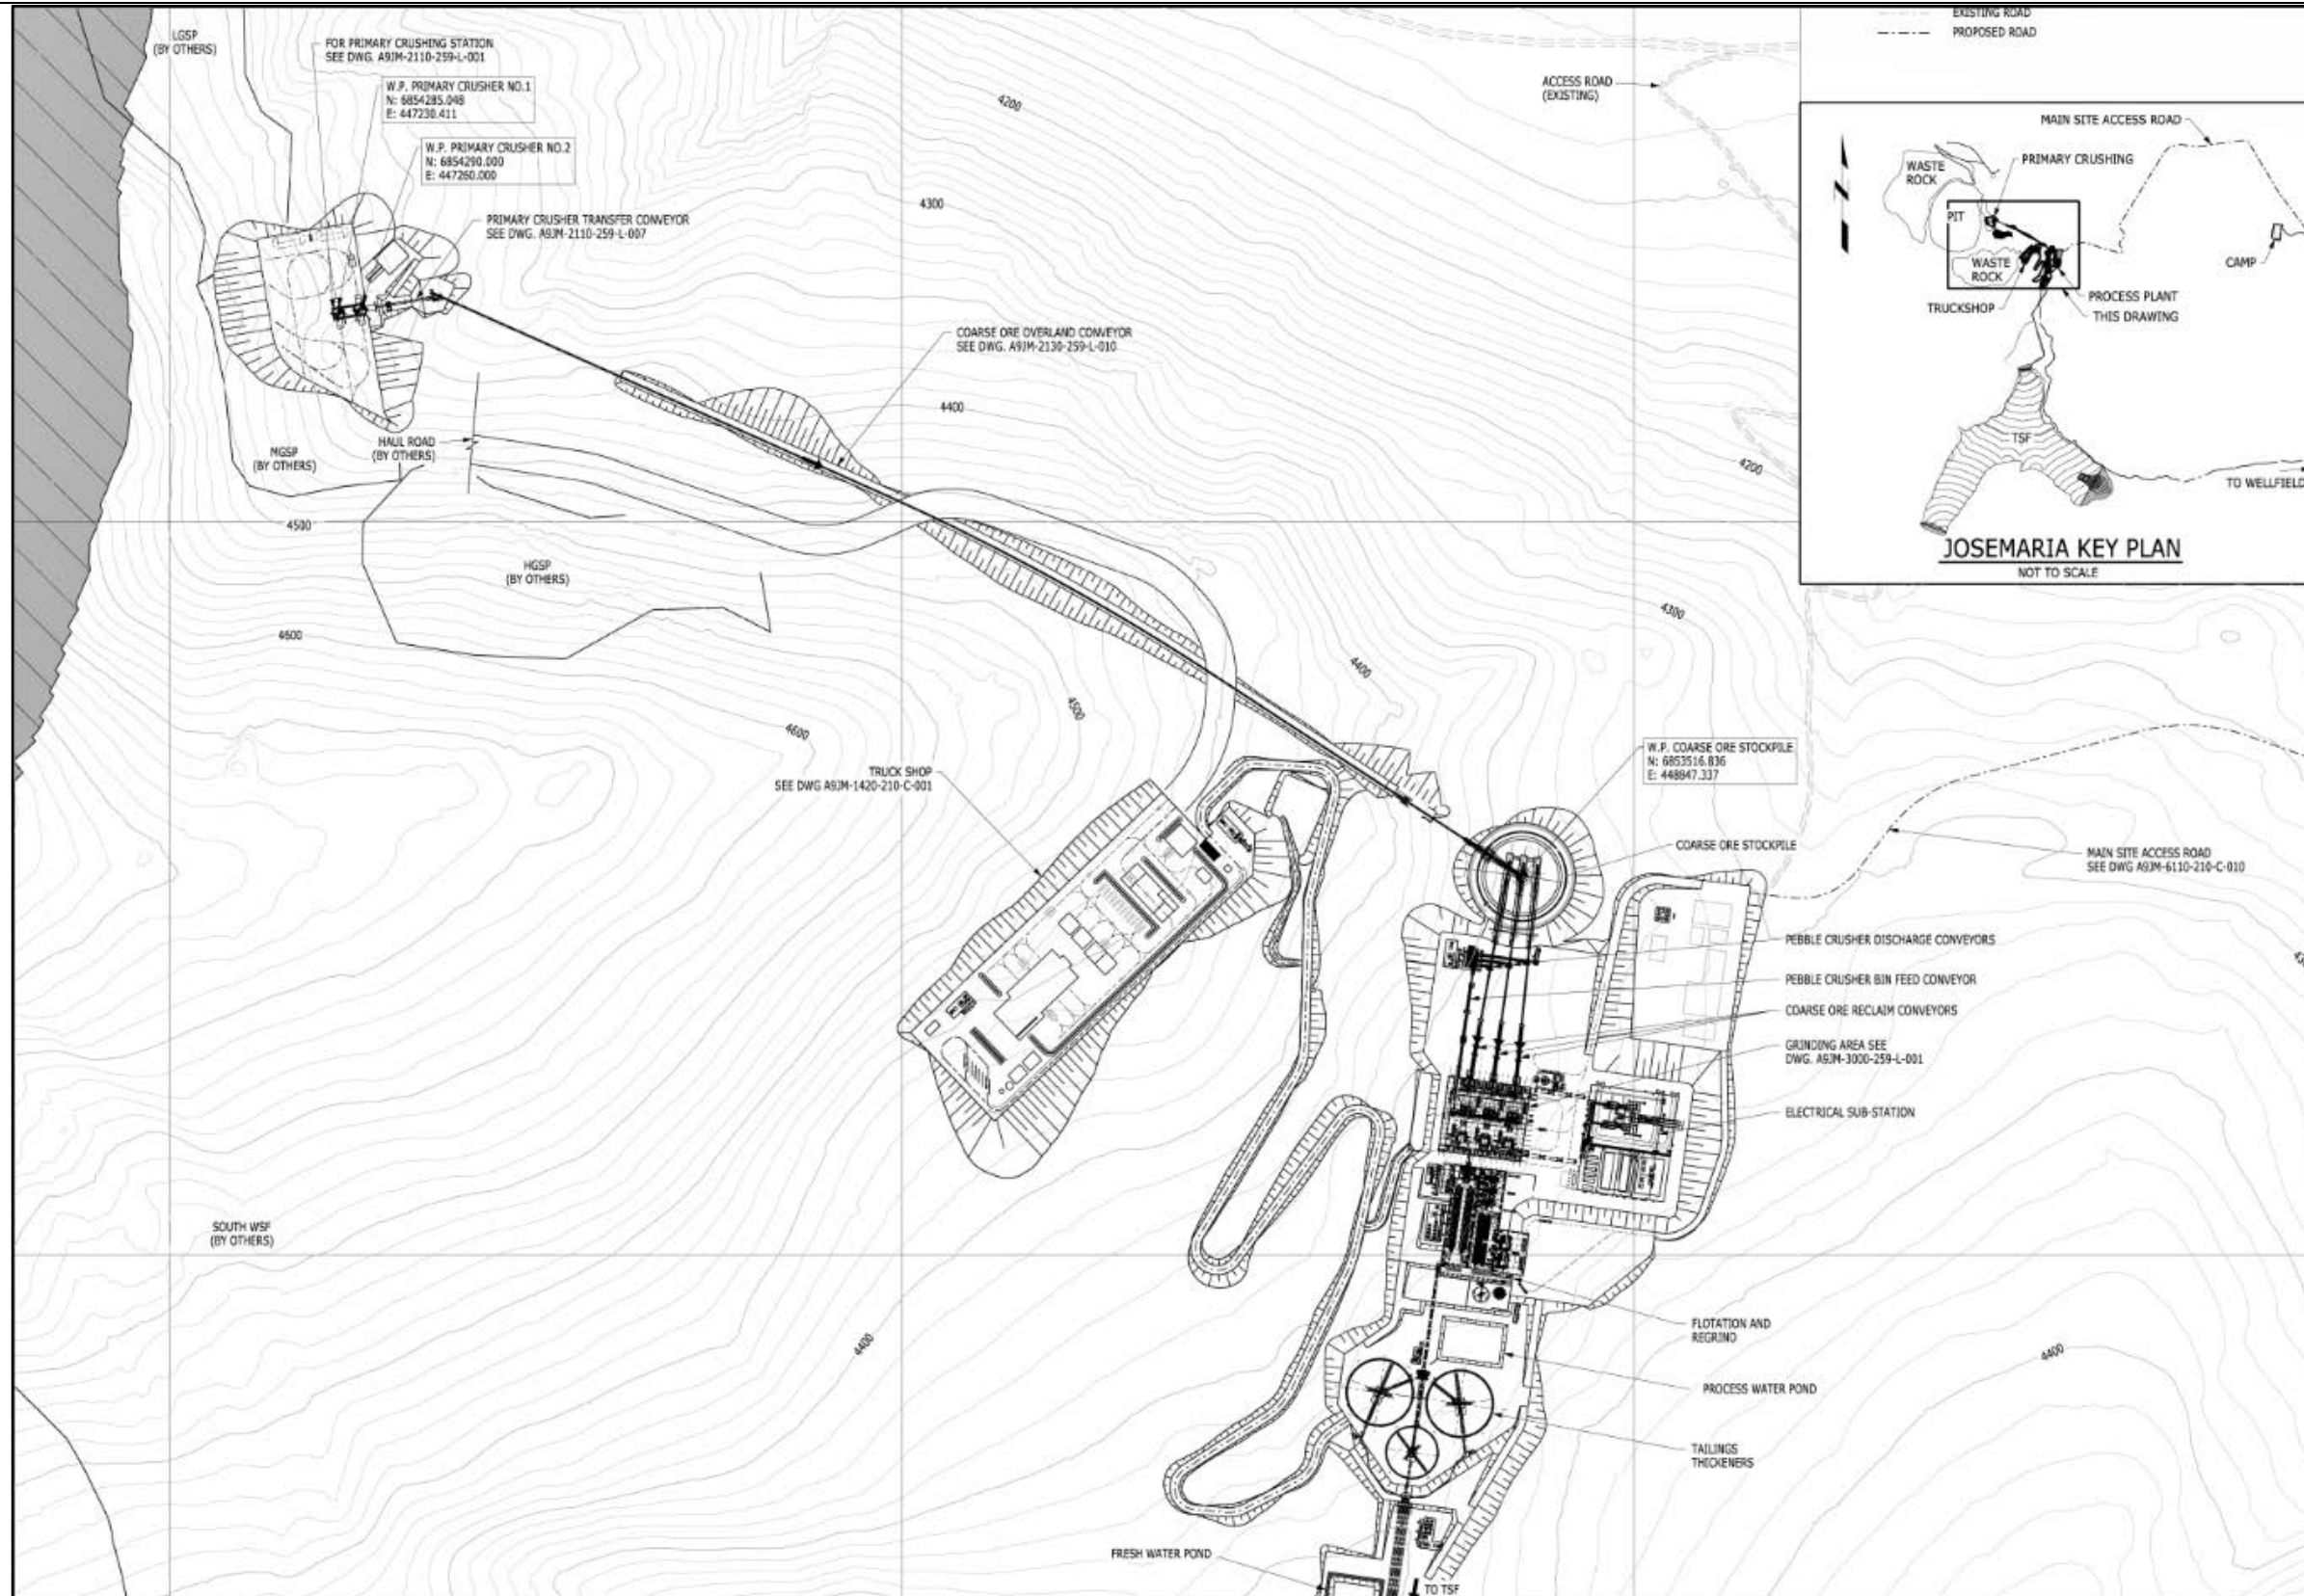 LGSP
(BY OTHERS)
FOR PRIMARY CRUSHING STATION
SEE DWG. A9JM-2110-259-L-001
W.P. PRIMARY CRUSHER NO.1
N: 6854285.048
E: 447230.411
W.P. PRIMARY CRUSHER NO.2
N: 6854290.000
E: 447260.000
PRIMARY CRUSHER TRANSFER CONVEYOR
SEE DWG. A9JM-2110-259-L-007
4200
4300
ACCESS ROAD
(EXISTING)
EXISTING ROAD
PROPOSED ROAD
MAIN SITE ACCESS ROAD
PRIMARY CRUSHING
WASTE
ROCK
PIT
WASTE
ROCK
CAMP
TRUCKSHOP
PROCESS PLANT
THIS DRAWING
TSF
TO WELLFIELD
JOSEMARIA KEY PLAN
NOT TO SCALE
COARSE ORE OVERLAND CONVEYOR
SEE DWG. A9JM-2130-259-L-010
4400
4200
MGSP
(BY OTHERS)
HAUL ROAD
(BY OTHERS)
4500
HGSP
(BY OTHERS)
4600
4300
4400
4500
4600
TRUCK SHOP
SEE DWG A9JM-1420-210-C-001
W.P. COARSE ORE STOCKPILE
N: 6853516.836
E: 448847.337
COARSE ORE STOCKPILE
MAIN SITE ACCESS ROAD
SEE DWG A9JM-6110-210-C-010
PEBBLE CRUSHER DISCHARGE CONVEYORS
PEBBLE CRUSHER BIN FEED CONVEYOR
COARSE ORE RECLAIM CONVEYORS
GRINDING AREA SEE
DWG. A9JM-3000-259-L-001
ELECTRICAL SUB-STATION
SOUTH WSF
(BY OTHERS)
4400
FLOTATION AND
REGRIND
4400
PROCESS WATER POND
TAILINGS
THICKENERS
FRESH WATER POND
TO TSF